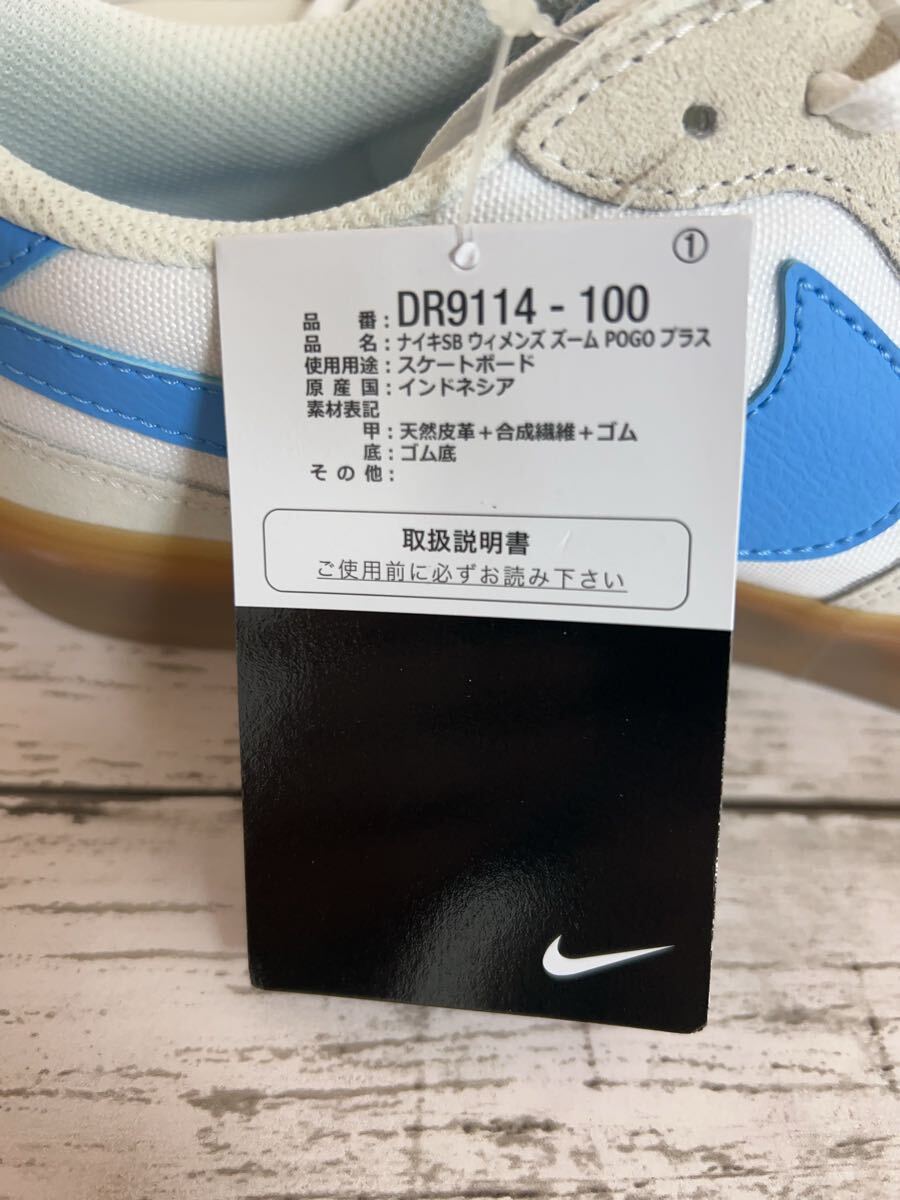 ①
品番：DR9114 - 100
品名：ナイキSB ウィメンズ ズーム POGO プラス
使用用途：スケートボード
原産国：インドネシア
素材表記
甲：天然皮革＋合成繊維＋ゴム
底：ゴム底
その他：
取扱説明書
ご使用前に必ずお読み下さい